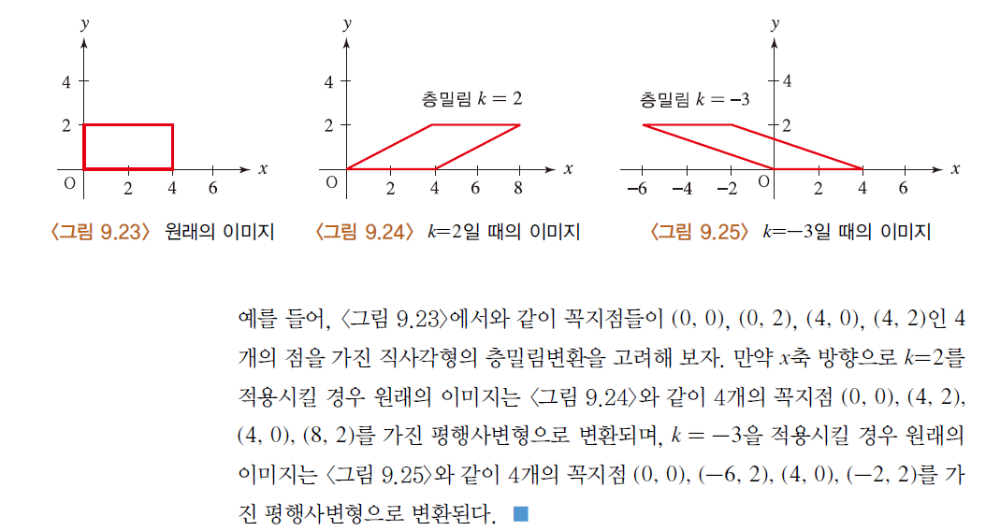 y
4
2
O
2
4
6
x
〈그림 9.23〉 원래의 이미지
y
4
2
층밀림 k = 2
O
2
4
6
8
x
〈그림 9.24〉 k=2일 때의 이미지
y
4
층밀림 k = −3
2
−6
−4
−2
O
2
4
6
x
〈그림 9.25〉 k=−3일 때의 이미지
예를 들어, 〈그림 9.23〉에서와 같이 꼭지점들이 (0, 0), (0, 2), (4, 0), (4, 2)인 4
개의 점을 가진 직사각형의 층밀림변환을 고려해 보자. 만약 x축 방향으로 k=2를
적용시킬 경우 원래의 이미지는 〈그림 9.24〉와 같이 4개의 꼭지점 (0, 0), (4, 2),
(4, 0), (8, 2)를 가진 평행사변형으로 변환되며, k = −3을 적용시킬 경우 원래의
이미지는 〈그림 9.25〉와 같이 4개의 꼭지점 (0, 0), (−6, 2), (4, 0), (−2, 2)를 가
진 평행사변형으로 변환된다. ■